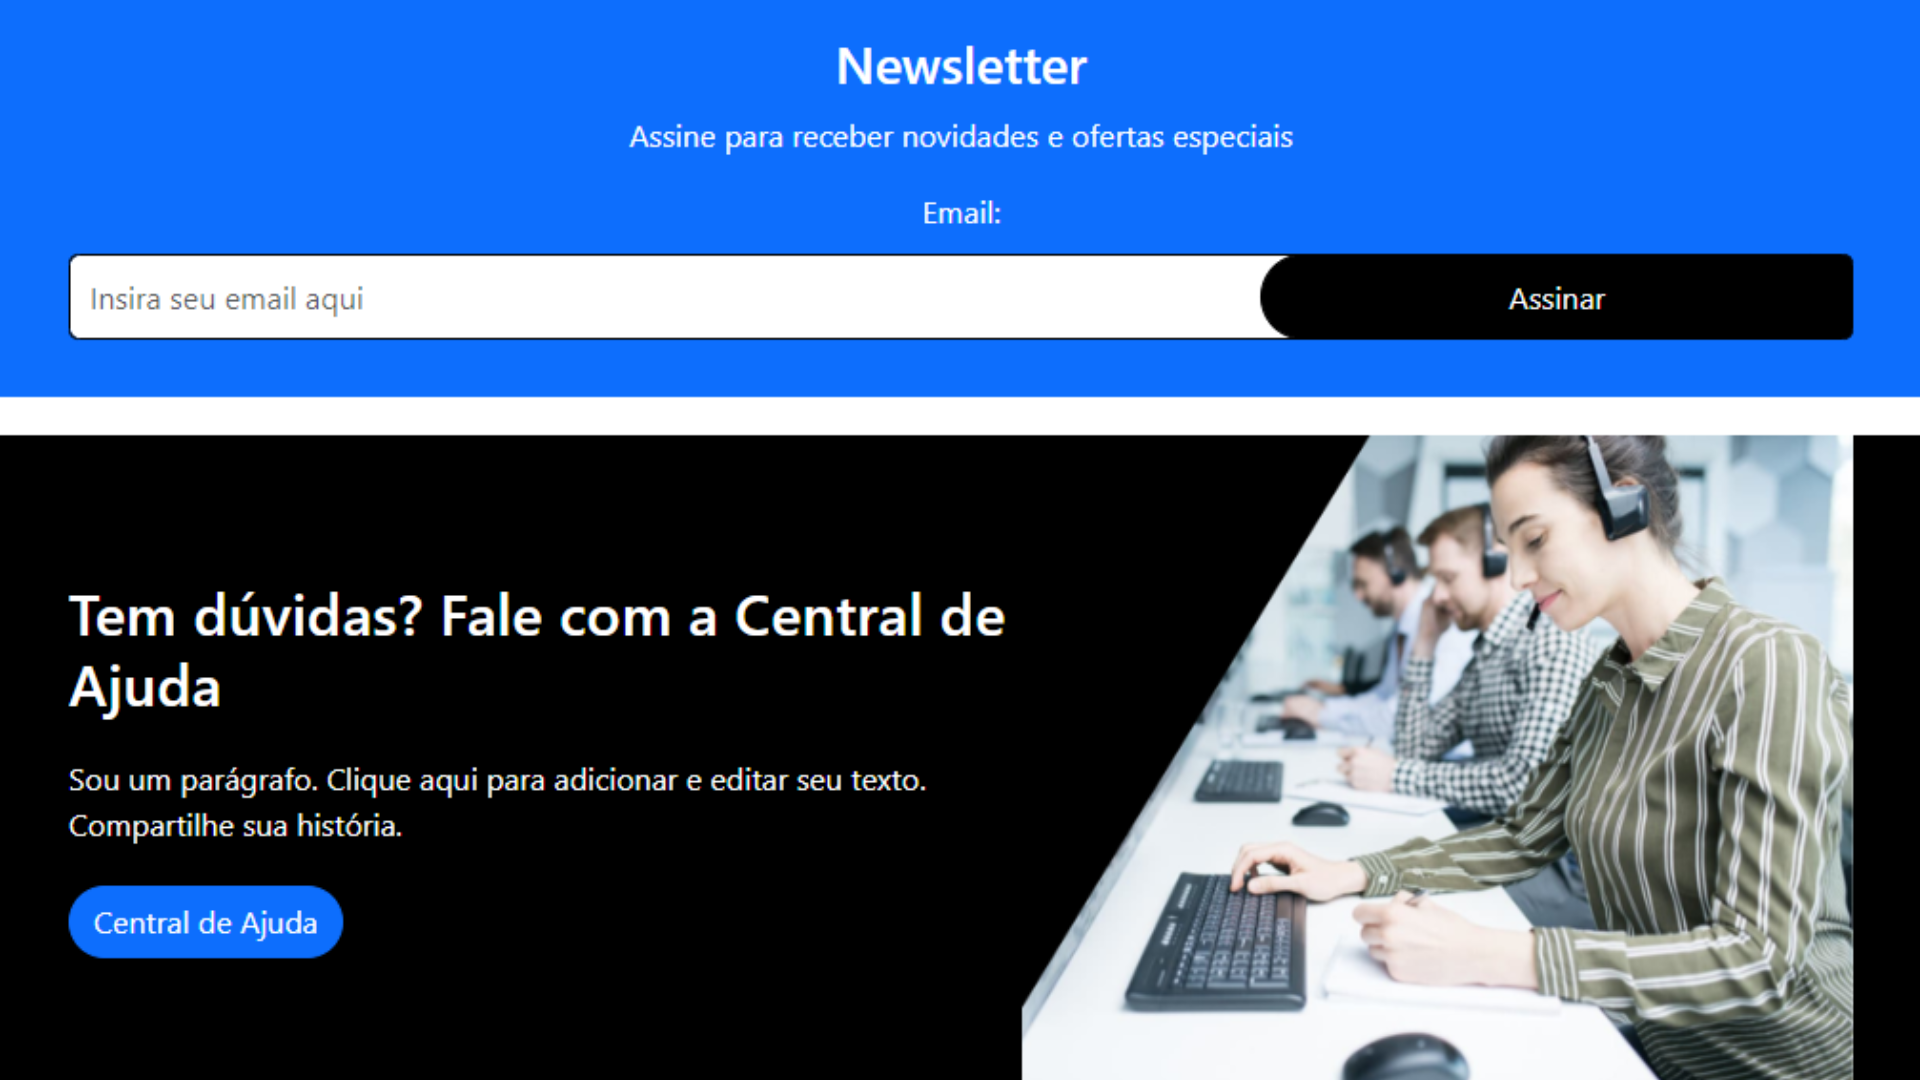 Newsletter
Assine para receber novidades e ofertas especiais
Email:
Insira seu email aqui
Assinar
Tem dúvidas? Fale com a Central de
Ajuda
Sou um parágrafo. Clique aqui para adicionar e editar seu texto.
Compartilhe sua história.
Central de Ajuda